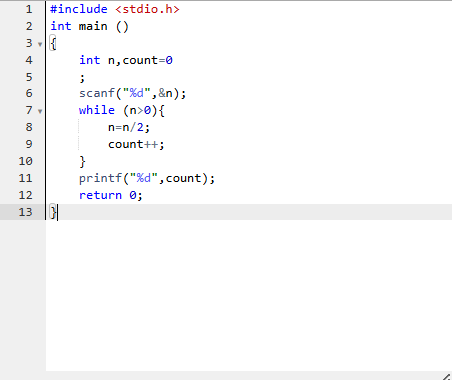 1 #include <stdio.h>
2 int main ()
3 {
4 int n,count=0
5 ;
6 scanf("%d",&n);
7 while (n>0){
8 n=n/2;
9 count++;
10 }
11 printf("%d",count);
12 return 0;
13 }